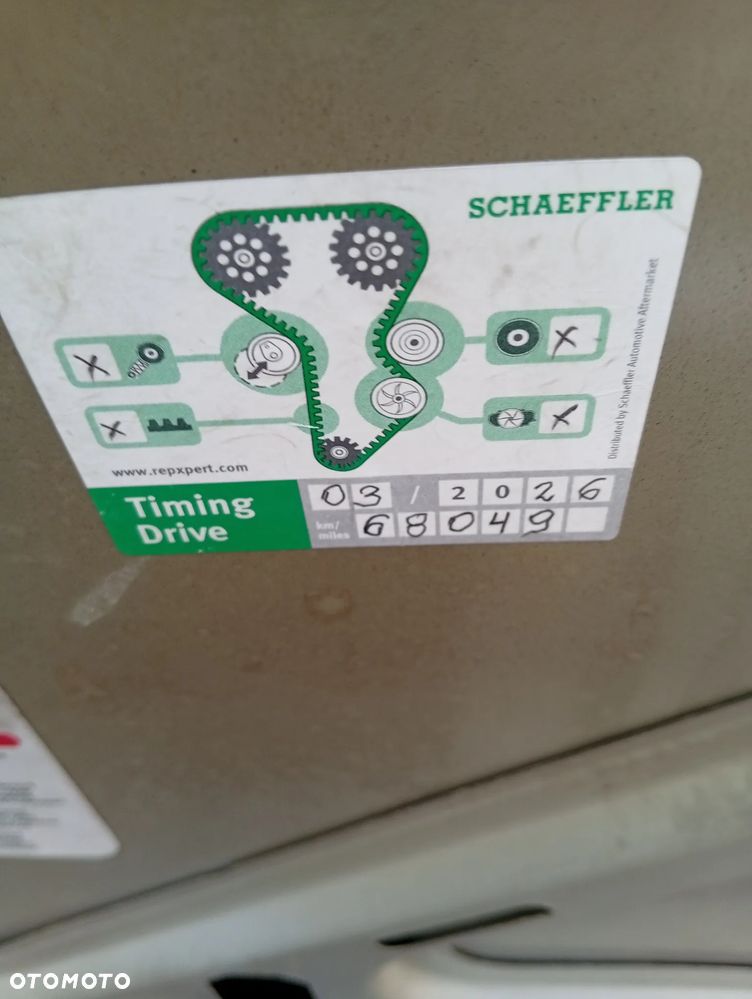 SCHAEFFLER
X
X
X
X
Distributed by Schaeffler Automotive Aftermarket
www.repxpert.com
Timing
Drive
03 / 2026
km/
miles
68049
OTOMOTO